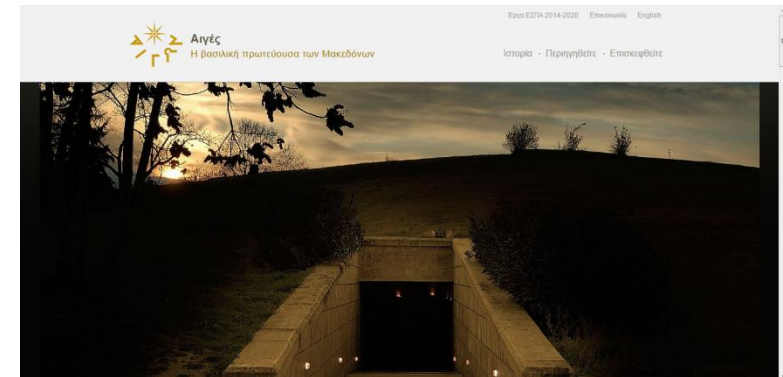 Έργα ΕΣΠΑ 2014-2020 Επικοινωνία English
Αιγές
Η βασιλική πρωτεύουσα των Μακεδόνων
Ιστορία - Περιηγηθείτε - Επισκεφθείτε